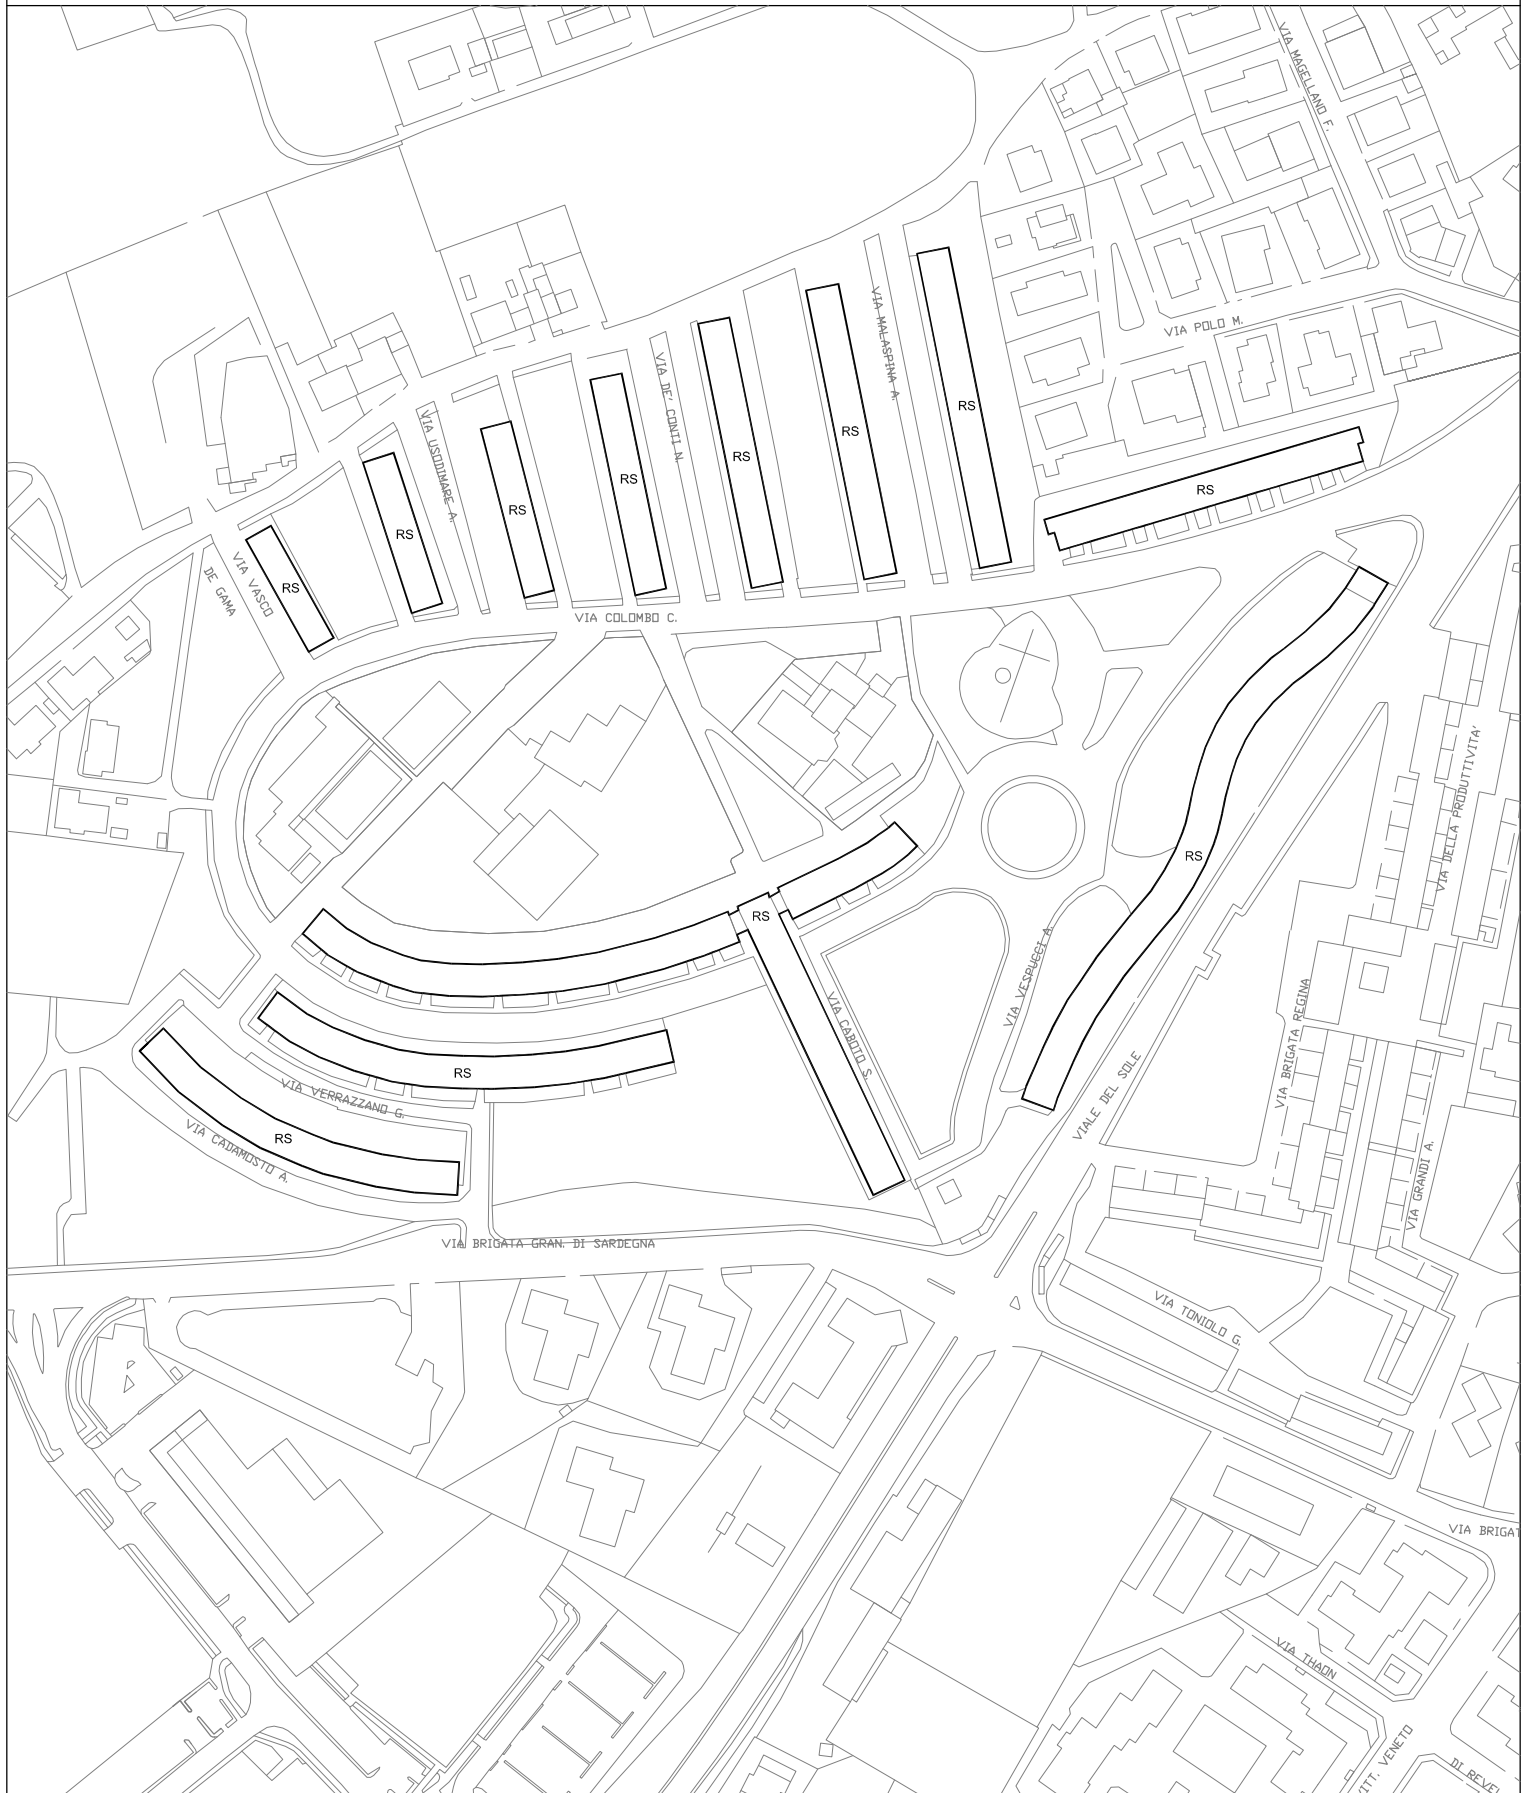 VIA MAGELLANO F.
VIA POLO M.
VIA MALASPINA A.
VIA DE' CONTI N.
VIA USODIMARE A.
RS
RS
RS
RS
RS
RS
RS
RS
RS
VIA VASCO
DE GAMA
VIA COLOMBO C.
VIA DELLA PRODUTTIVITA'
RS
RS
VIA VESPUCCI A.
VIA CABOTO S.
VIA BRIGATA REGINA
RS
VIA VERRAZZANO G.
RS
VIA CADAMOSTO A.
VIALE DEL SOLE
VIA GRANDI A.
VIA BRIGATA GRAN. DI SARDEGNA
VIA TONIOLO G.
VIA BRIGAT
VIA THAON
DI REVEL
ITT. VENETO